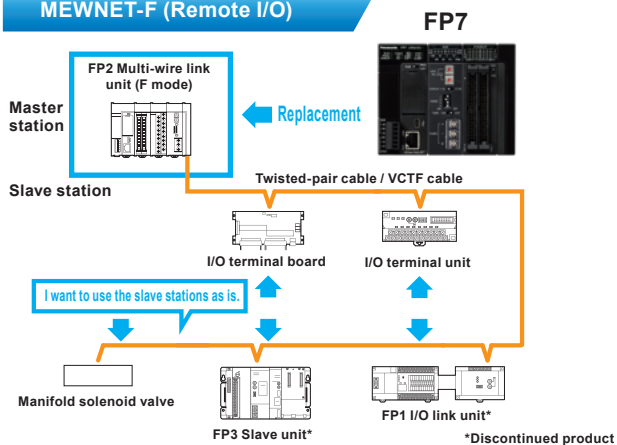 MEWNET-F (Remote I/O)
FP7
FP2 Multi-wire link
unit (F mode)
Master
station
Replacement
Slave station
Twisted-pair cable / VCTF cable
I/O terminal board
I/O terminal unit
I want to use the slave stations as is.
Manifold solenoid valve
FP3 Slave unit*
FP1 I/O link unit*
*Discontinued product